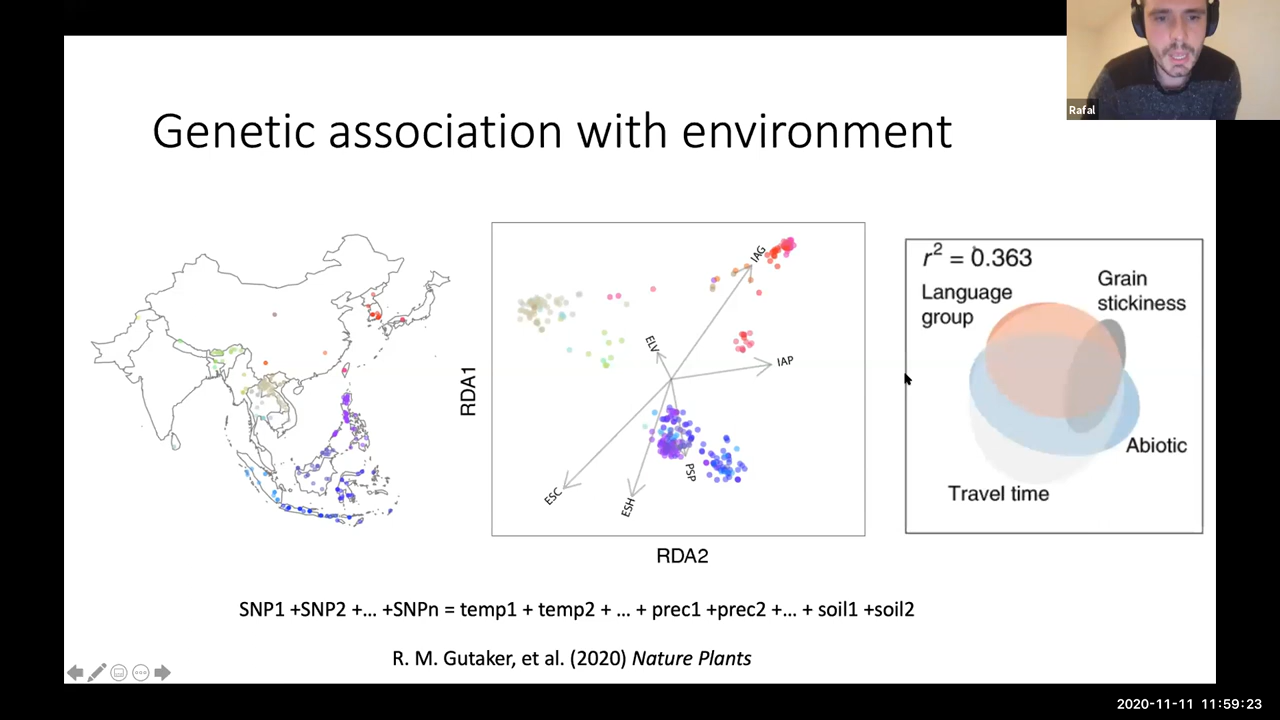 Rafal
Genetic association with environment
RDA1
IAG
ELV
IAP
ESC
ESH
PSP
RDA2
r² = 0.363
Language
group
Grain
stickiness
Abiotic
Travel time
SNP1 +SNP2 +... +SNPn = temp1 + temp2 + ... + prec1 +prec2 +... + soil1 +soil2
R. M. Gutaker, et al. (2020) Nature Plants
2020-11-11 11:59:23